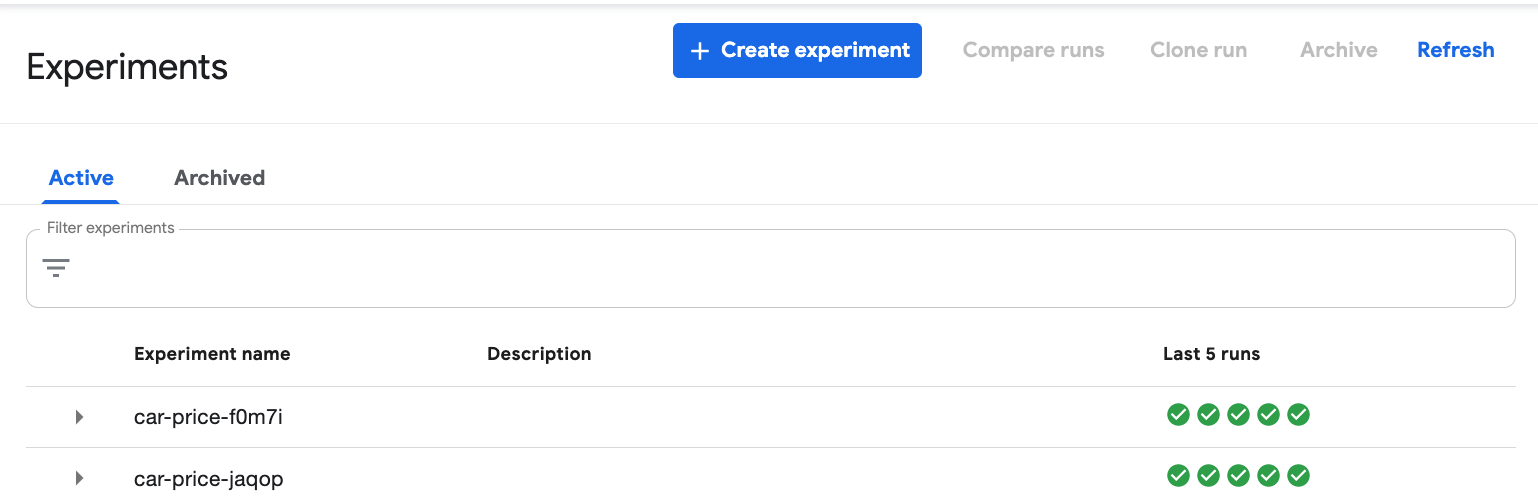 Experiments
Create experiment
Compare runs
Clone run
Archive
Refresh
Active
Archived
Filter experiments
Experiment name
Description
Last 5 runs
car-price-f0m7i
car-price-jaqop